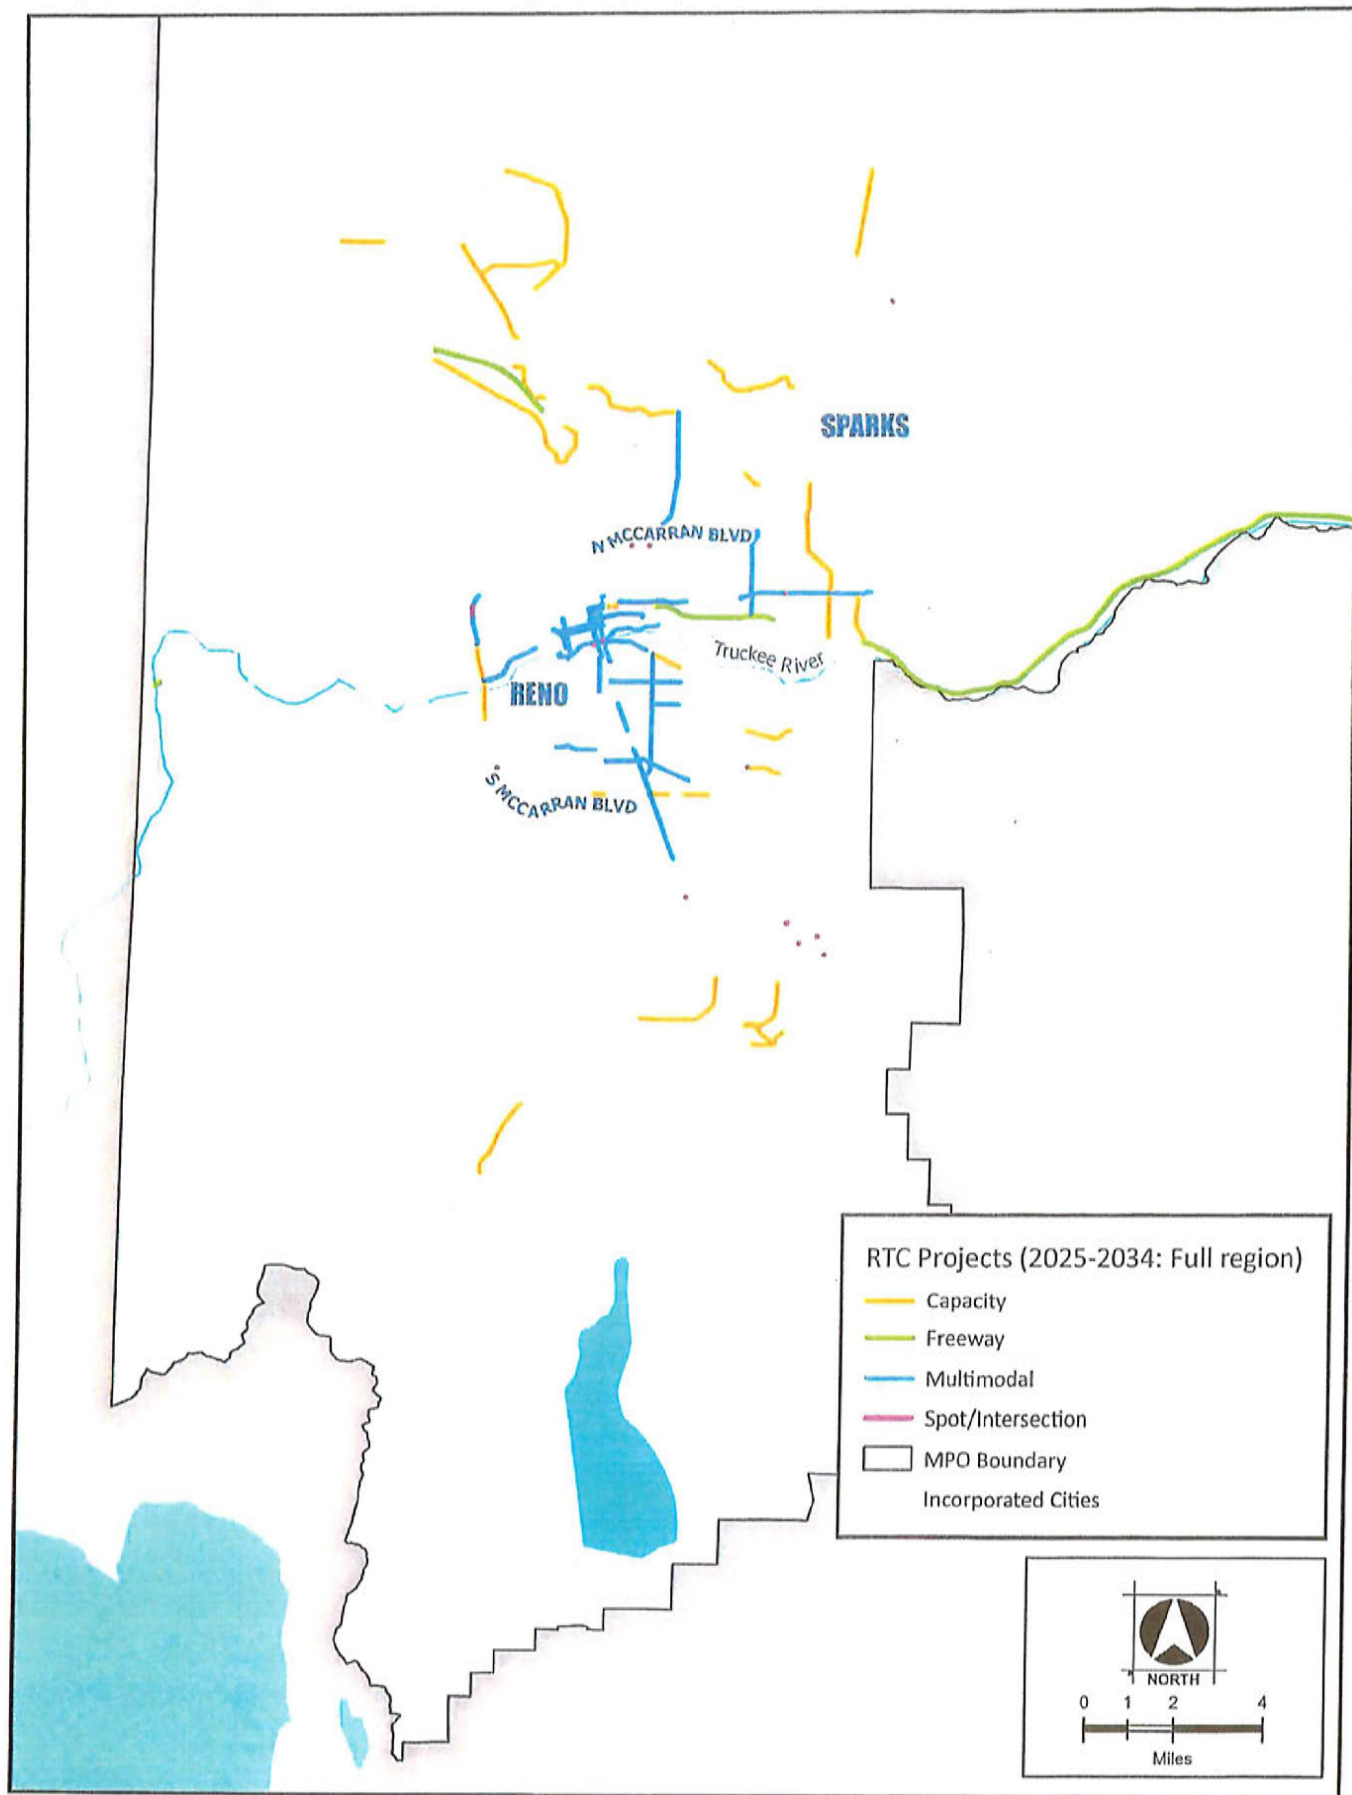 SPARKS
N MCCARRAN BLVD
Truckee River
RENO
S MCCARRAN BLVD
RTC Projects (2025-2034: Full region)
Capacity
Freeway
Multimodal
Spot/Intersection
MPO Boundary
Incorporated Cities
NORTH
0 1 2 4
Miles